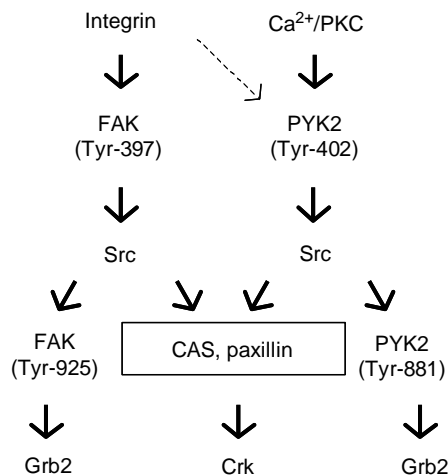 Integrin Ca²⁺/PKC
FAK PYK2
(Tyr-397) (Tyr-402)
Src Src
FAK CAS, paxillin PYK2
(Tyr-925) (Tyr-881)
Grb2 Crk Grb2